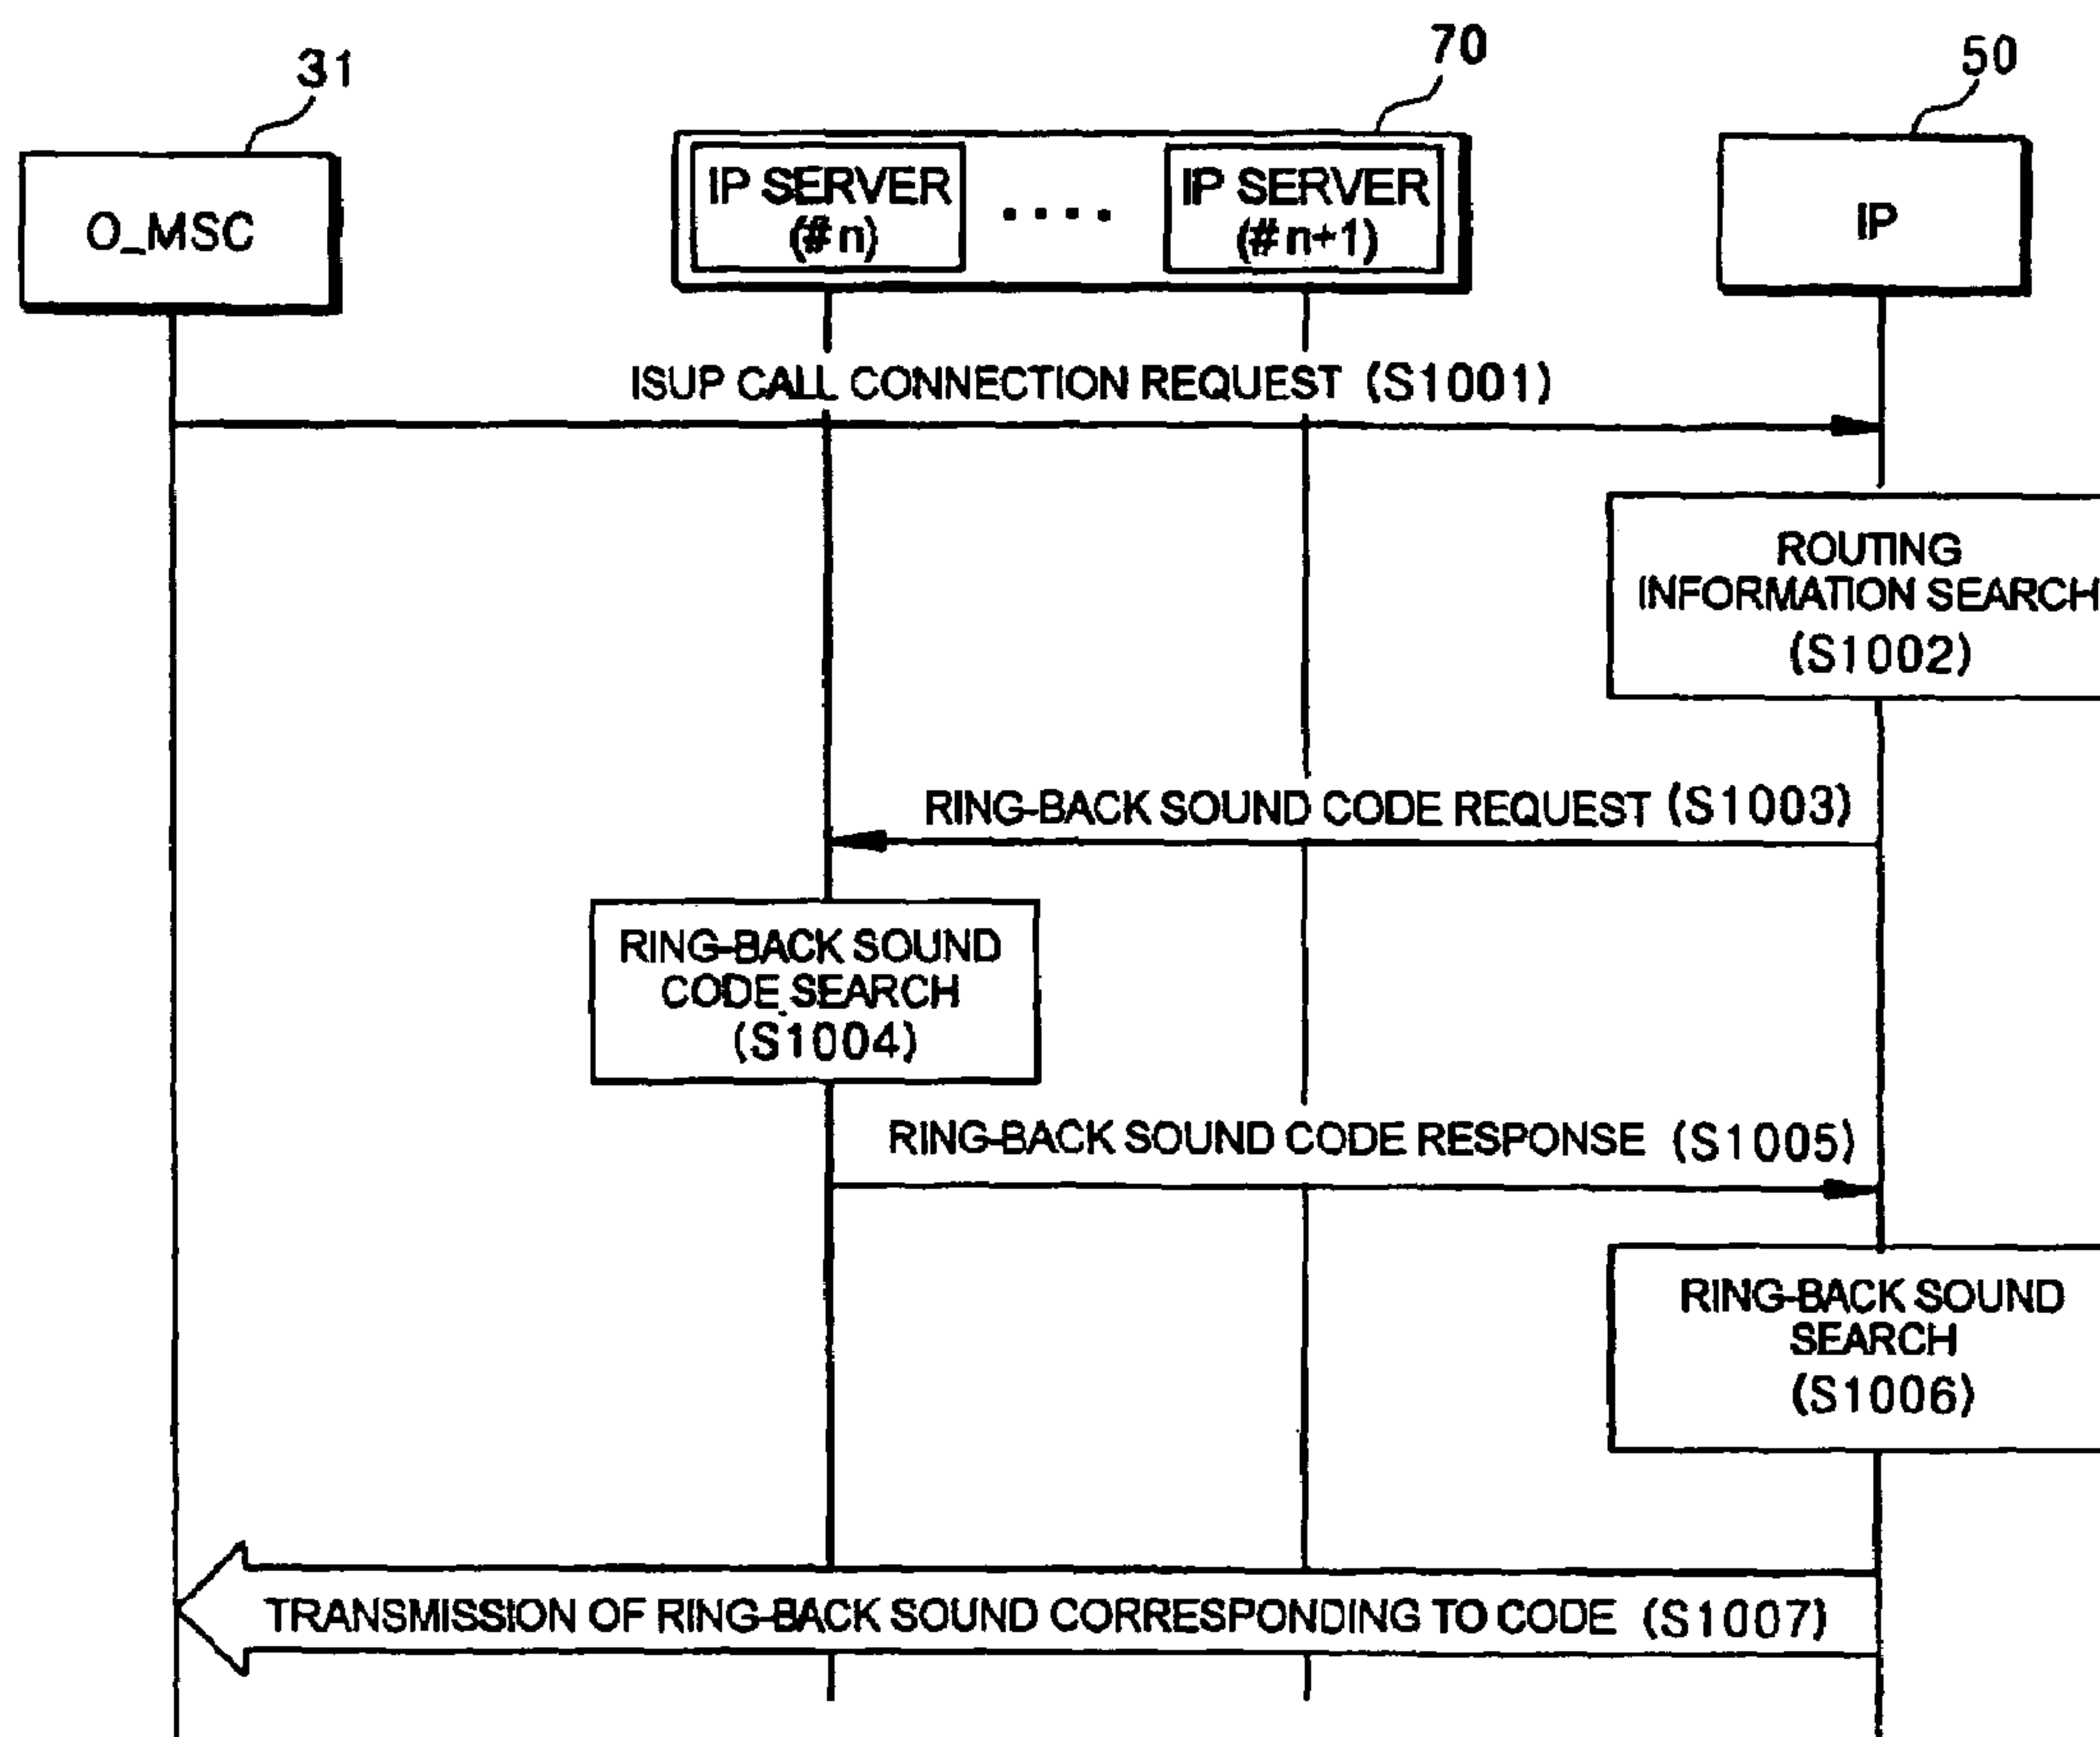 31
70
50
O_MSC
IP SERVER
(#n)
....
IP SERVER
(#n+1)
IP
ISUP CALL CONNECTION REQUEST (S1001)
ROUTING
INFORMATION SEARCH
(S1002)
RING-BACK SOUND CODE REQUEST (S1003)
RING-BACK SOUND
CODE SEARCH
(S1004)
RING-BACK SOUND CODE RESPONSE (S1005)
RING-BACK SOUND
SEARCH
(S1006)
TRANSMISSION OF RING-BACK SOUND CORRESPONDING TO CODE (S1007)